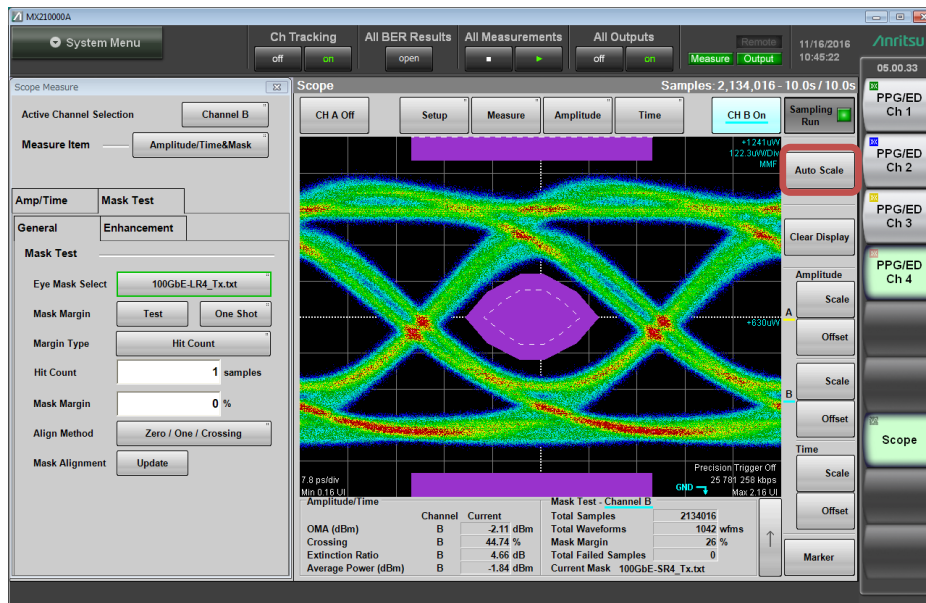 MX210000A
System Menu
Ch Tracking
off
on
All BER Results
open
All Measurements
All Outputs
off
on
Remote
Measure
Output
11/16/2016
10:45:22
Anritsu
05.00.33
Scope Measure
Active Channel Selection
Channel B
Measure Item
Amplitude/Time&Mask
Amp/Time
Mask Test
General
Enhancement
Mask Test
Eye Mask Select
100GbE-LR4_Tx.txt
Mask Margin
Test
One Shot
Margin Type
Hit Count
Hit Count
1 samples
Mask Margin
0 %
Align Method
Zero / One / Crossing
Mask Alignment
Update
Scope
Samples: 2,134,016 - 10.0s / 10.0s
CH A Off
Setup
Measure
Amplitude
Time
CH B On
Sampling
Run
+1241uW
122.3uW/Div
MMF
+630uW
7.8 ps/div
Min 0.16 UI
Precision Trigger Off
25 781 258 kbps
GND
Max 2.16 UI
Auto Scale
Clear Display
Amplitude
A
Scale
Offset
B
Scale
Offset
Time
Scale
Offset
Marker
Amplitude/Time
Channel Current
OMA (dBm) B -2.11 dBm
Crossing B 44.74 %
Extinction Ratio B 4.66 dB
Average Power (dBm) B -1.84 dBm
Mask Test - Channel B
Total Samples 2134016
Total Waveforms 1042 wfms
Mask Margin 26 %
Total Failed Samples 0
Current Mask 100GbE-SR4_Tx.txt
PPG/ED
Ch 1
PPG/ED
Ch 2
PPG/ED
Ch 3
PPG/ED
Ch 4
Scope